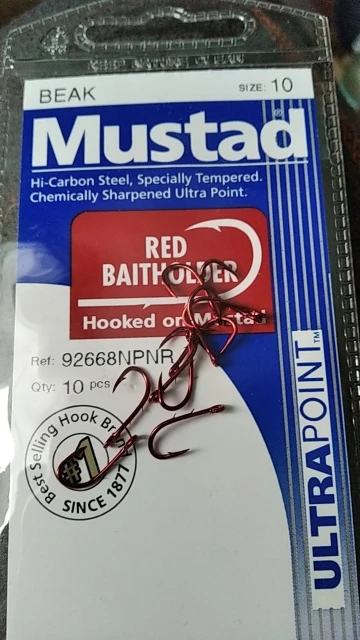 BEAK SIZE: 10
Mustad®
Hi-Carbon Steel, Specially Tempered.
Chemically Sharpened Ultra Point.
RED
BAITHOLDER
Hooked on Mustad
Ref: 92668NPNR
Qty: 10 pcs
Best Selling Hook
#1
SINCE 1877
ULTRAPOINT™